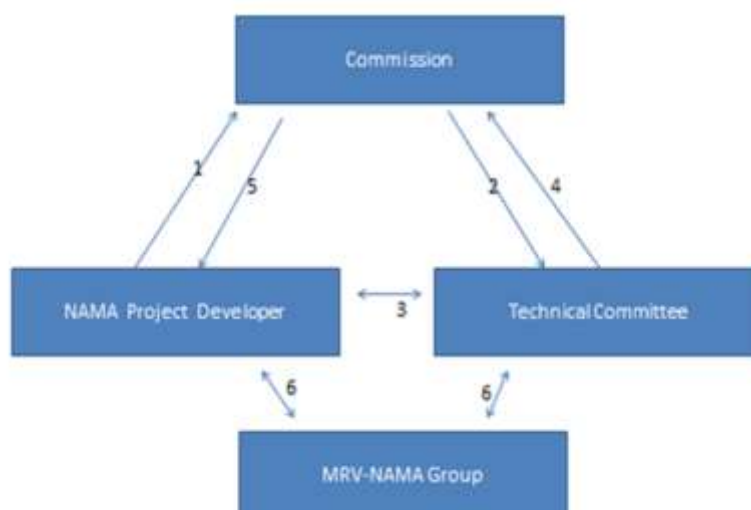 Commission
1
5
2
4
NAMA Project Developer
3
Technical Committee
6
6
MRV-NAMA Group